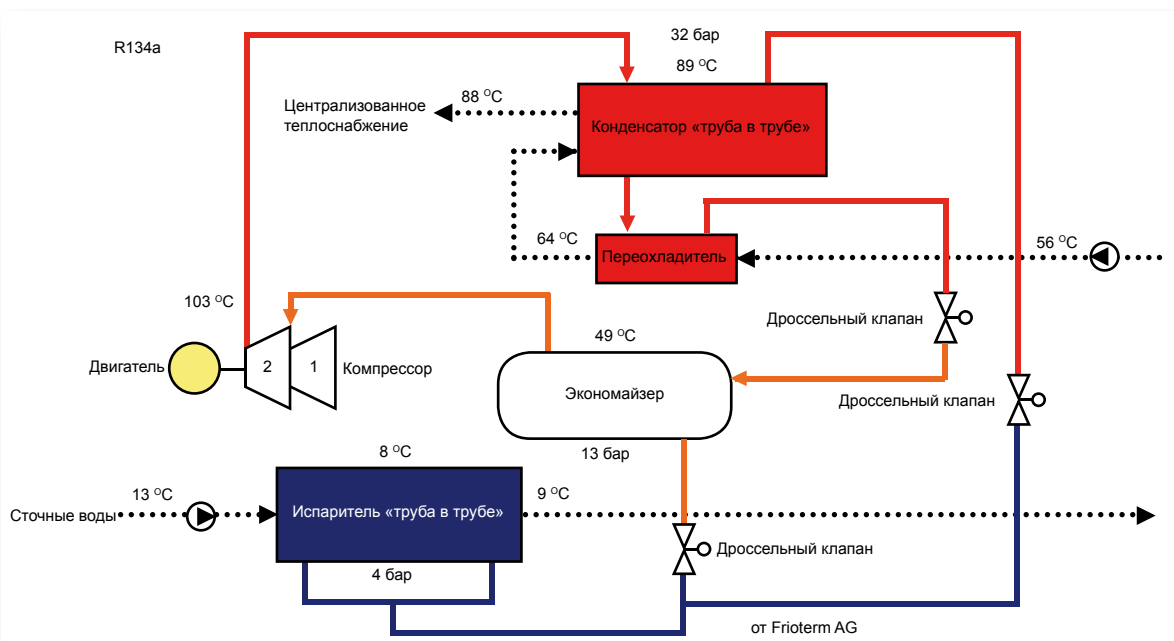 R134a
32 бар
89 °C
88 °C
Централизованное
теплоснабжение
Конденсатор «труба в трубе»
64 °C
56 °C
Переохладитель
103 °C
Дроссельный клапан
49 °C
Двигатель
2
1
Компрессор
Экономайзер
Дроссельный клапан
13 бар
8 °C
13 °C
9 °C
Сточные воды
Испаритель «труба в трубе»
Дроссельный клапан
4 бар
от Frioterm AG